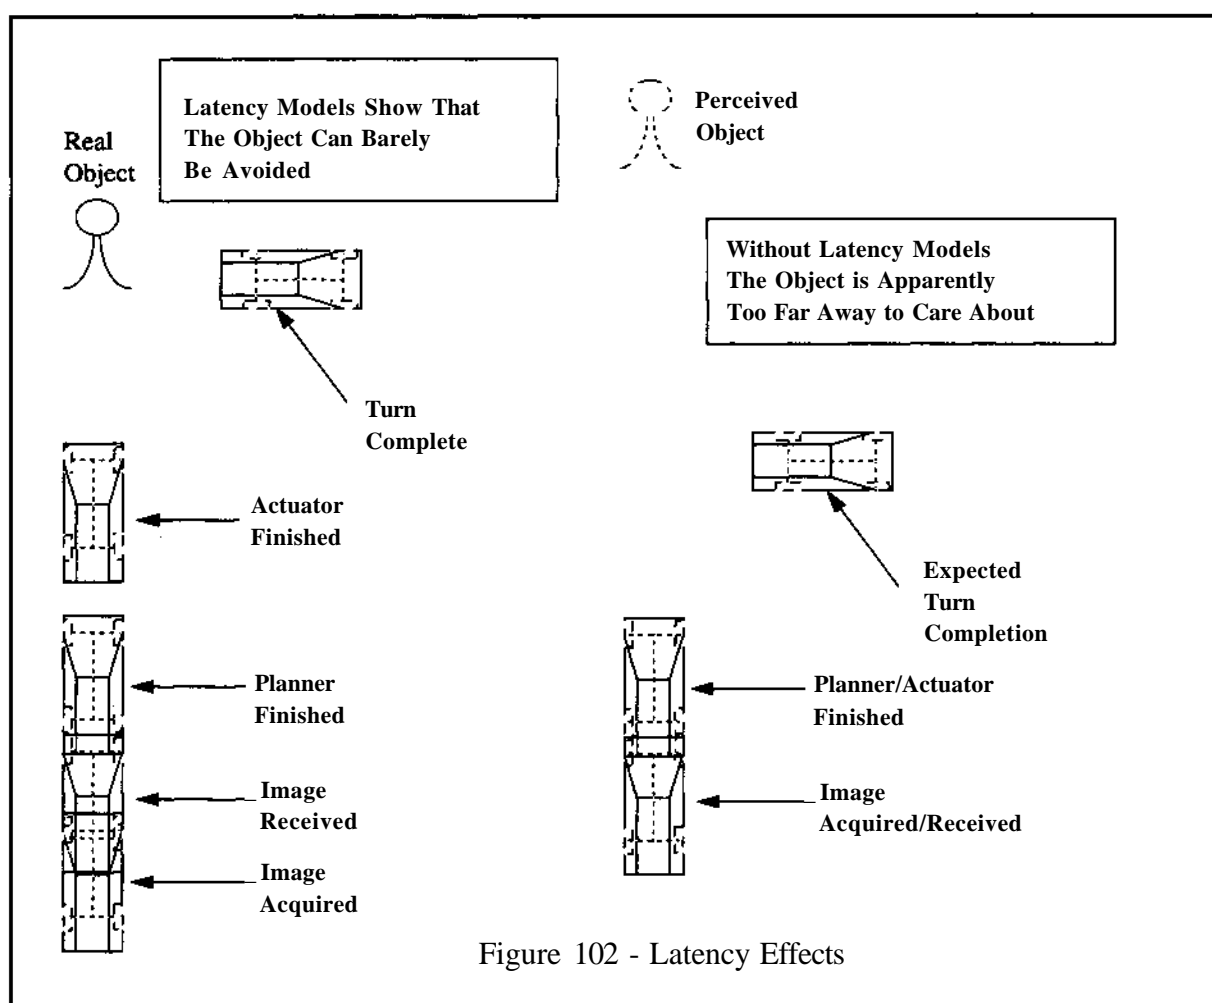 Latency Models Show That
The Object Can Barely
Be Avoided
Real
Object
Perceived
Object
Without Latency Models
The Object is Apparently
Too Far Away to Care About
Turn
Complete
Actuator
Finished
Expected
Turn
Completion
Planner
Finished
Planner/Actuator
Finished
Image
Received
Image
Acquired/Received
Image
Acquired
Figure 102 - Latency Effects